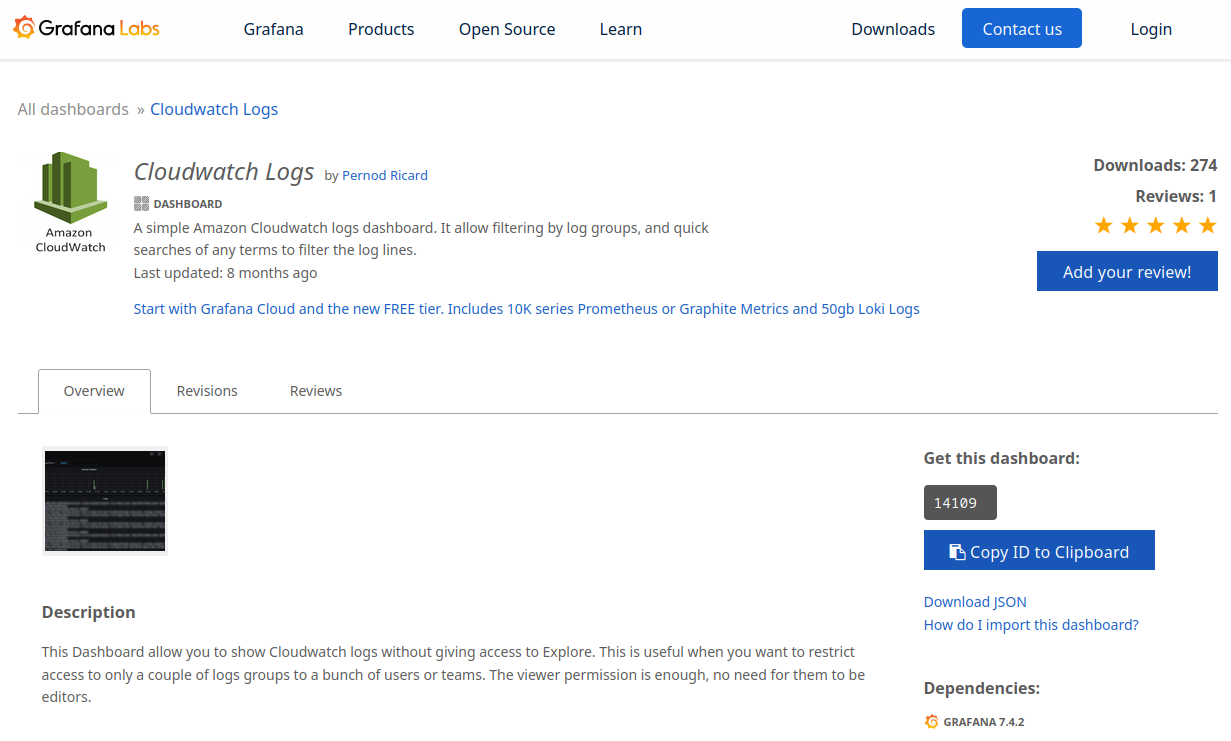 Grafana Labs
Grafana
Products
Open Source
Learn
Downloads
Contact us
Login
All dashboards » Cloudwatch Logs
Amazon
CloudWatch
Cloudwatch Logs by Pernod Ricard
DASHBOARD
A simple Amazon Cloudwatch logs dashboard. It allow filtering by log groups, and quick
searches of any terms to filter the log lines.
Last updated: 8 months ago
Start with Grafana Cloud and the new FREE tier. Includes 10K series Prometheus or Graphite Metrics and 50gb Loki Logs
Downloads: 274
Reviews: 1
Add your review!
Overview
Revisions
Reviews
Description
This Dashboard allow you to show Cloudwatch logs without giving access to Explore. This is useful when you want to restrict
access to only a couple of logs groups to a bunch of users or teams. The viewer permission is enough, no need for them to be
editors.
Get this dashboard:
14109
Copy ID to Clipboard
Download JSON
How do I import this dashboard?
Dependencies:
GRAFANA 7.4.2